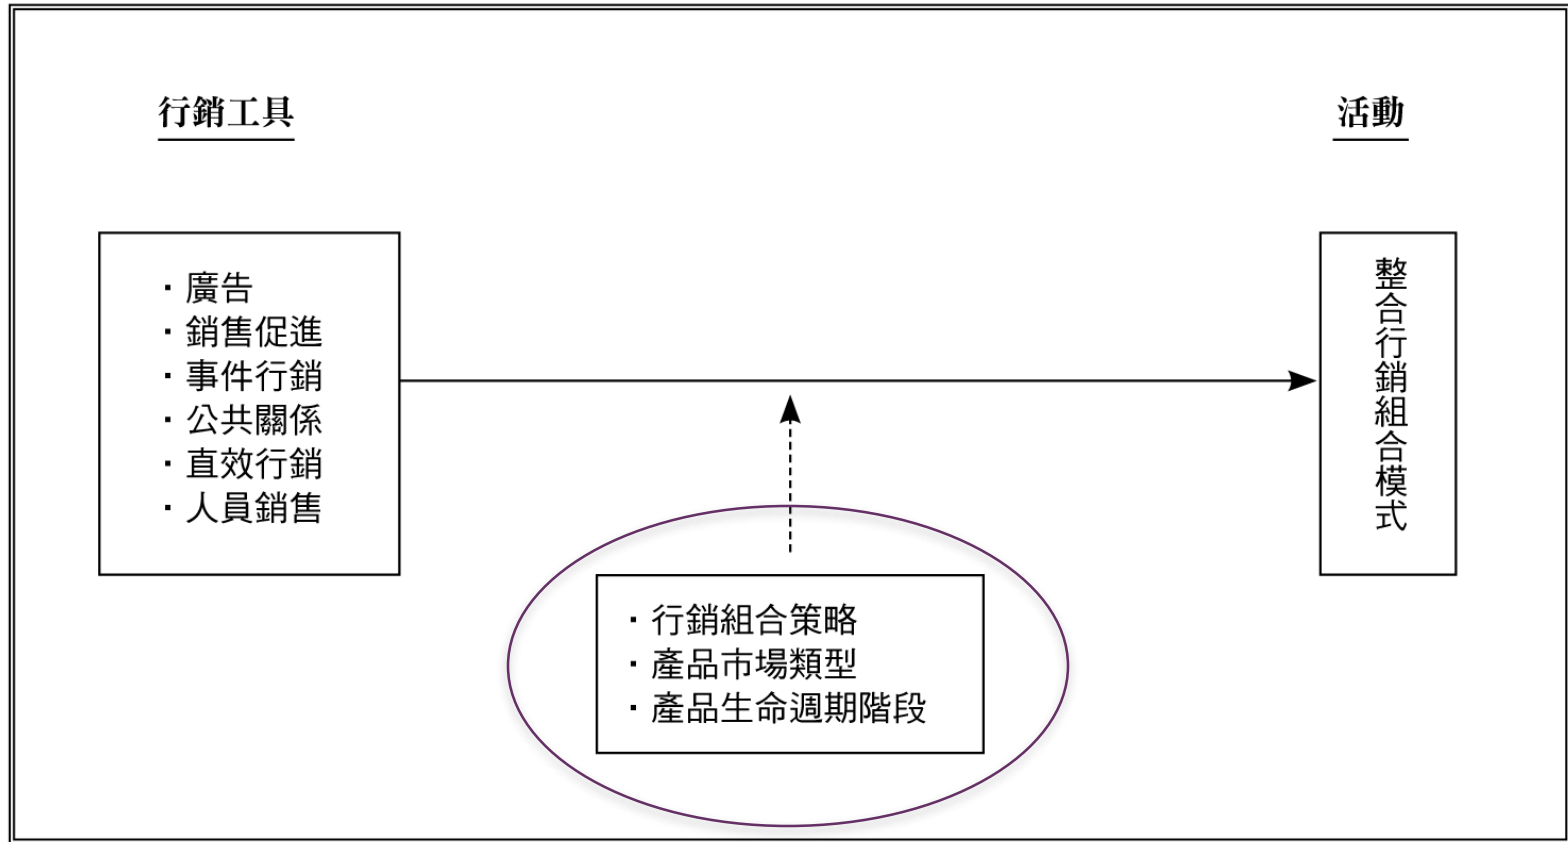 行銷工具
活動
・廣告
・銷售促進
・事件行銷
・公共關係
・直效行銷
・人員銷售
整合行銷組合模式
・行銷組合策略
・產品市場類型
・產品生命週期階段